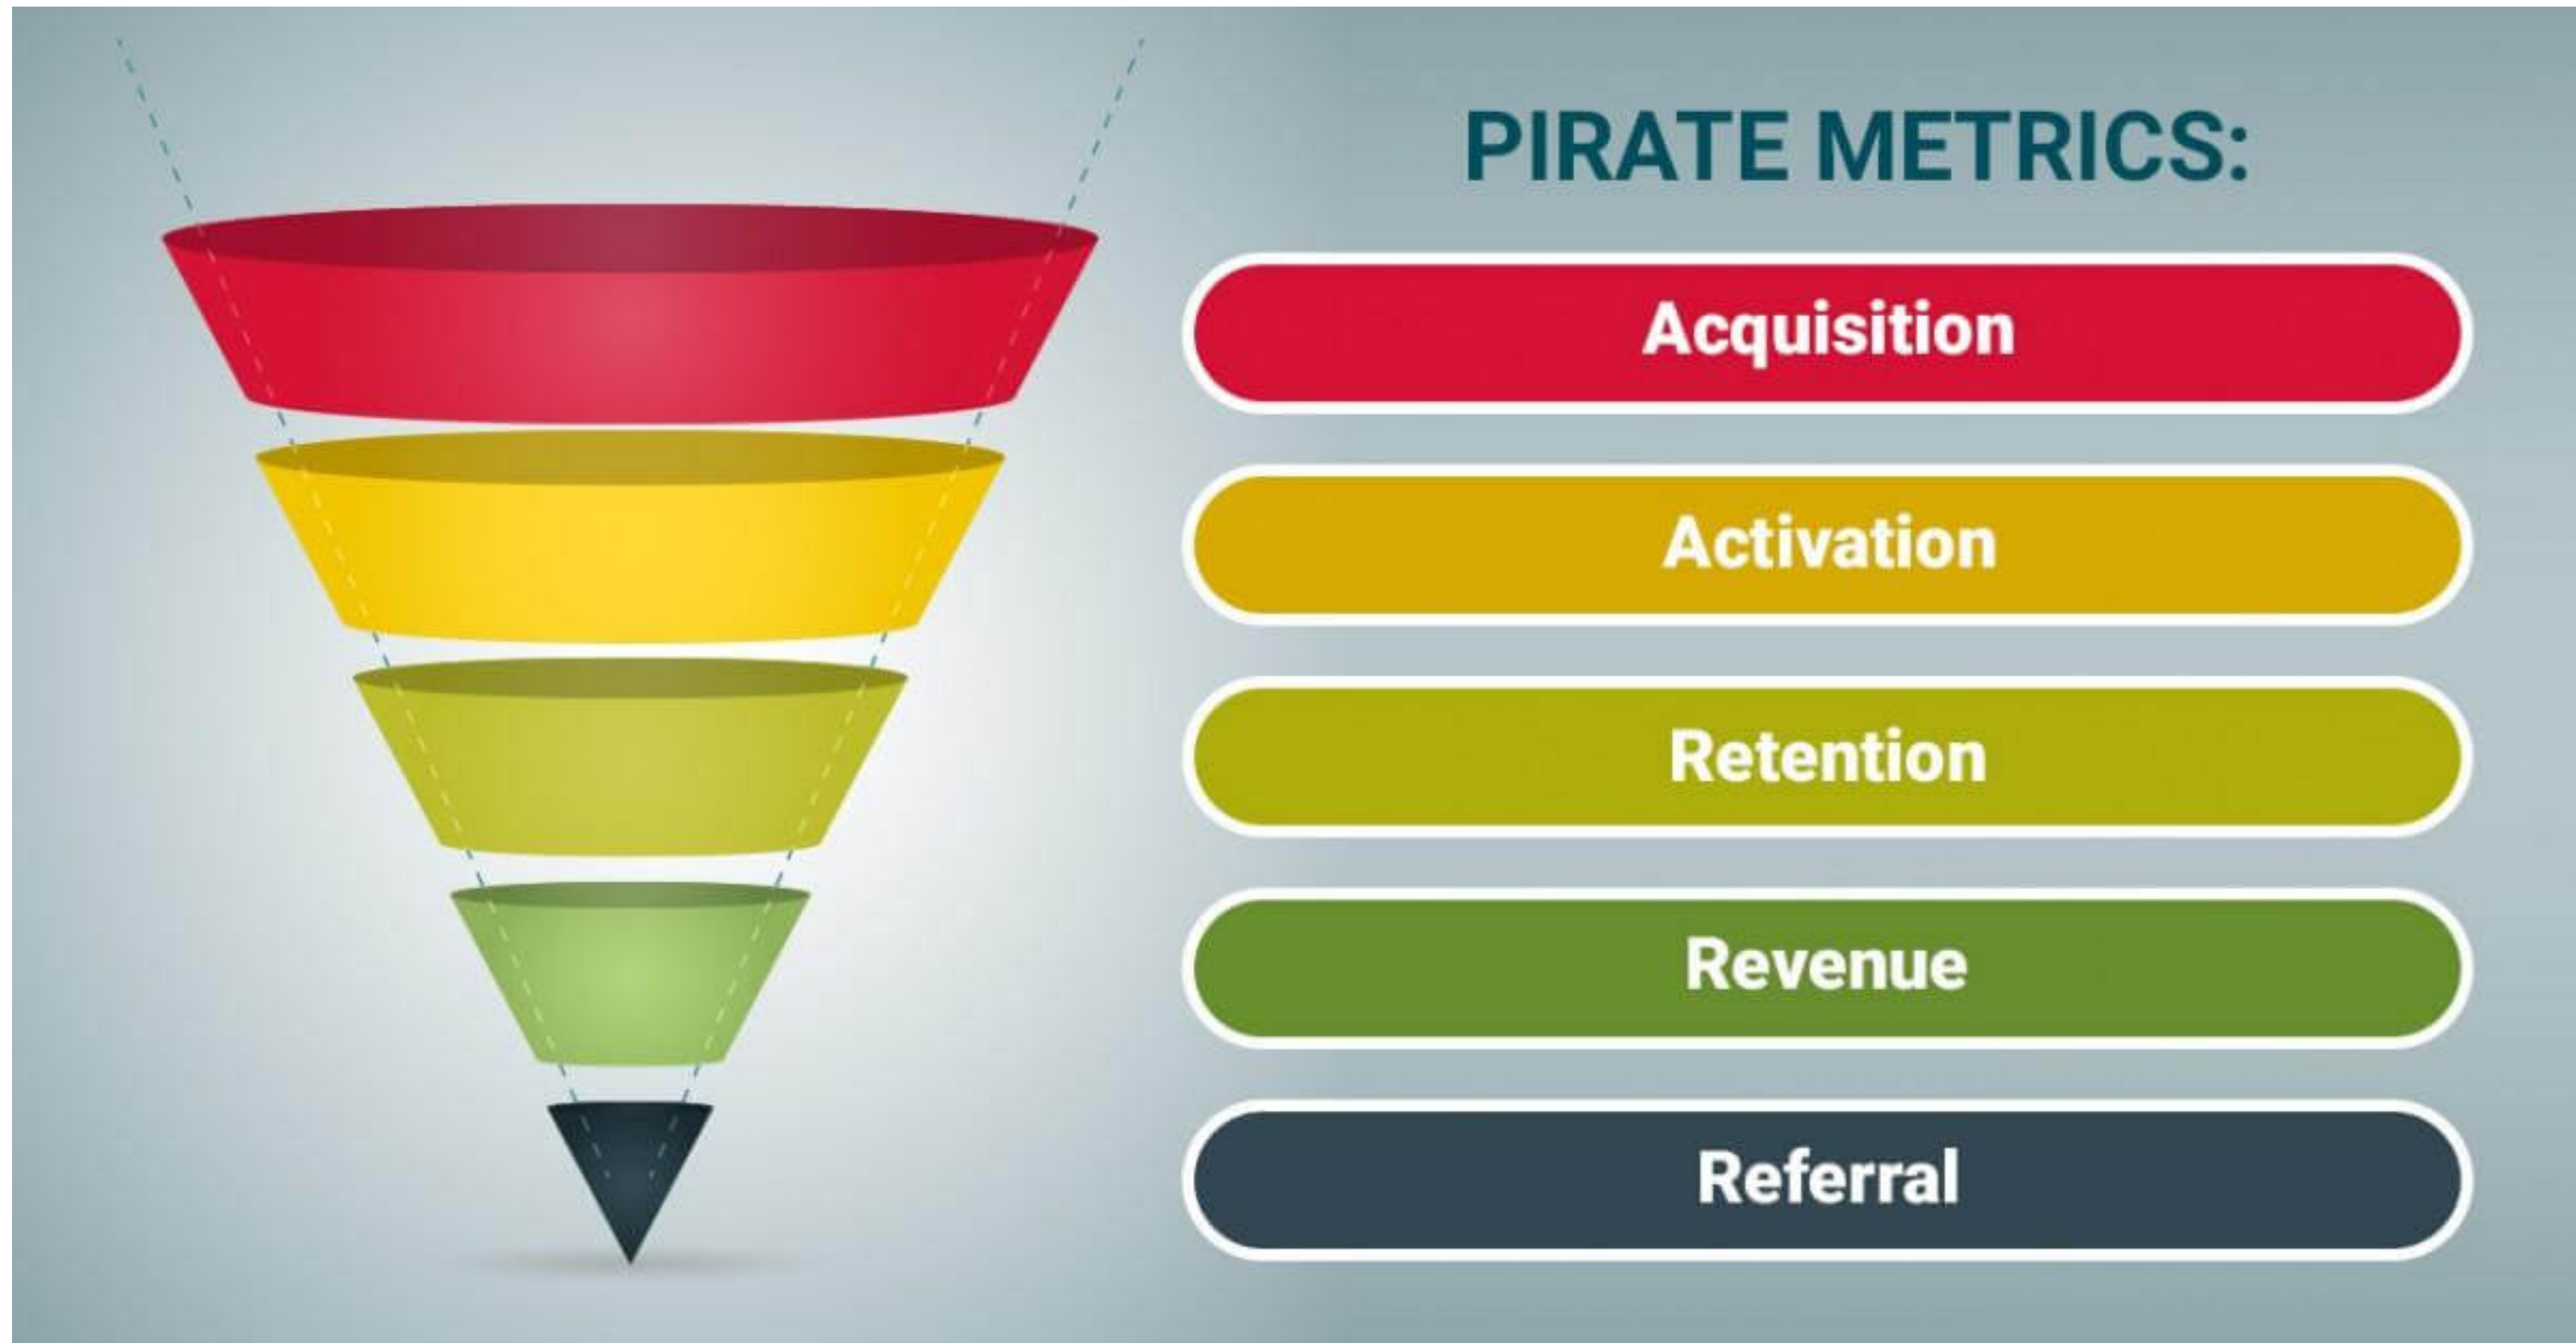 PIRATE METRICS:
Acquisition
Activation
Retention
Revenue
Referral